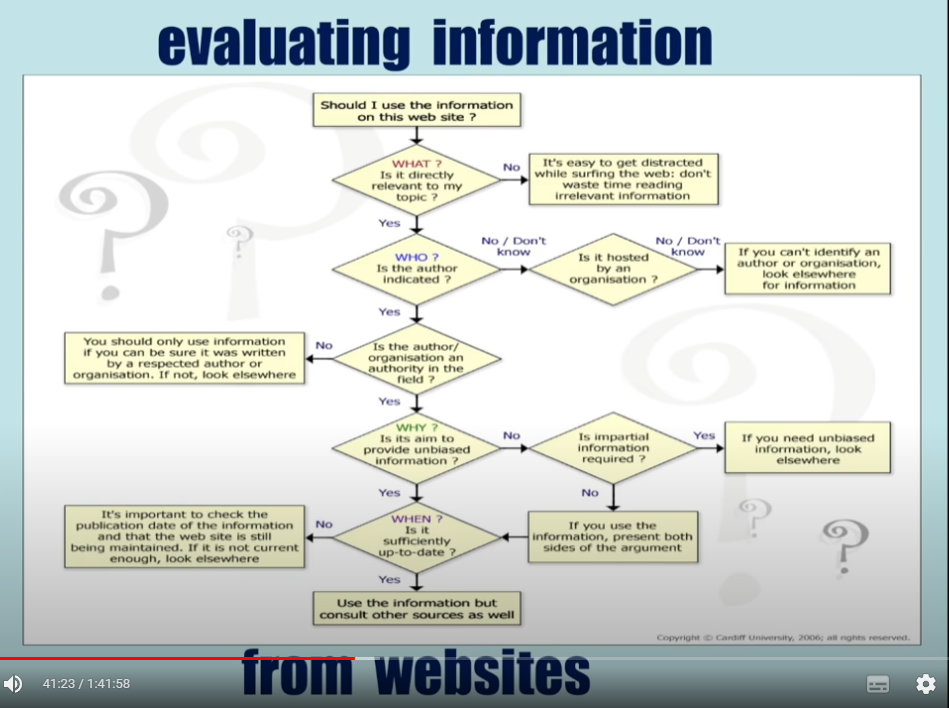 evaluating information
Should I use the information
on this web site ?
WHAT ?
Is it directly
relevant to my
topic ?
No
It's easy to get distracted
while surfing the web: don't
waste time reading
irrelevant information
Yes
WHO ?
Is the author
indicated ?
No / Don't
know
Is it hosted
by an
organisation ?
No / Don't
know
If you can't identify an
author or organisation,
look elsewhere
for information
Yes
Is the author/
organisation an
authority in the
field ?
No
You should only use information
if you can be sure it was written
by a respected author or
organisation. If not, look elsewhere
Yes
WHY ?
Is its aim to
provide unbiased
information ?
No
Is impartial
information
required ?
Yes
If you need unbiased
information, look
elsewhere
Yes
No
WHEN ?
Is it
sufficiently
up-to-date ?
If you use the
information, present both
sides of the argument
No
It's important to check the
publication date of the information
and that the web site is still
being maintained. If it is not current
enough, look elsewhere
Yes
Use the information but
consult other sources as well
Copyright © Cardiff University, 2006; all rights reserved.
from websites
41:23 / 1:41:58